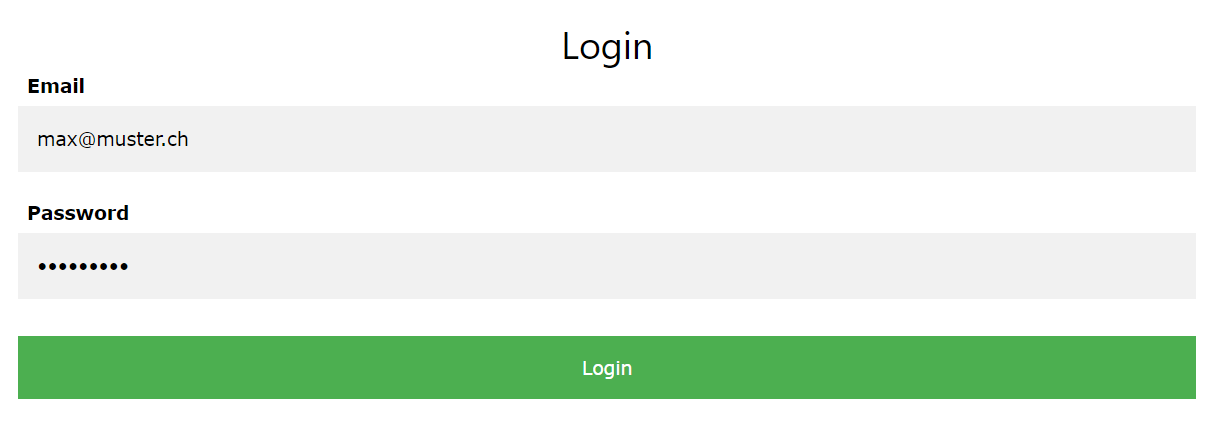 Login
Email
max@muster.ch
Password
•••••••••
Login